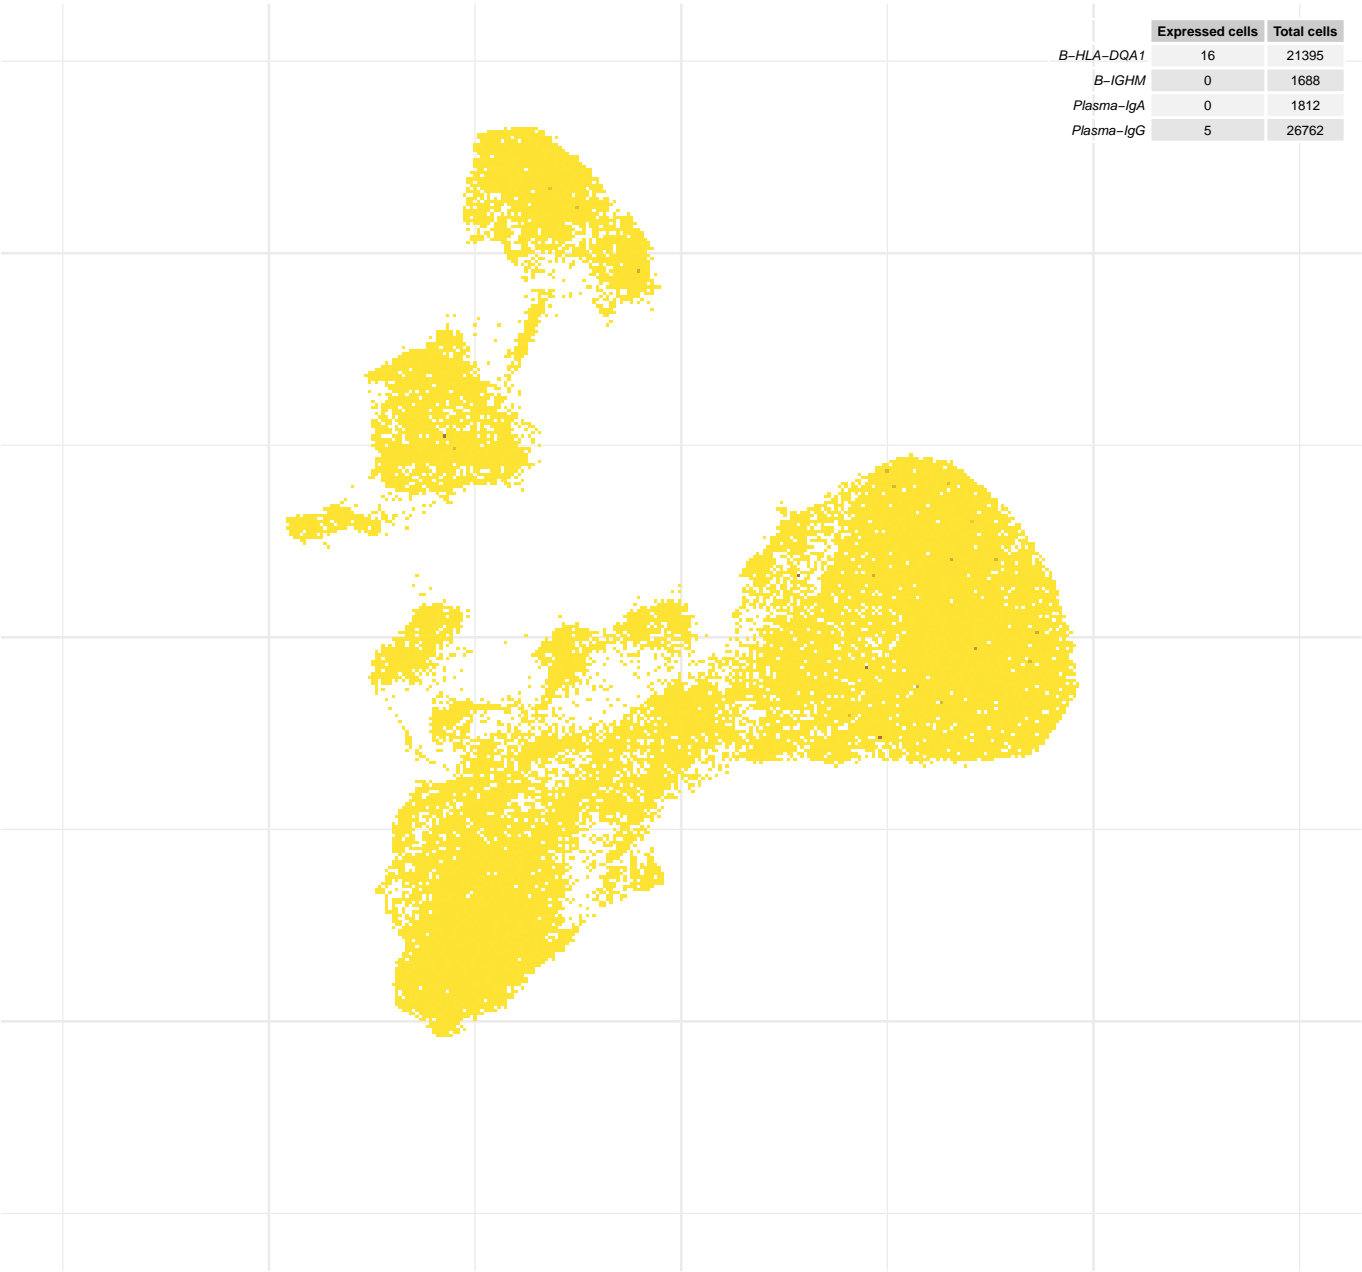 Expressed cells Total cells
B−HLA−DQA1 16 21395
B−IGHM 0 1688
Plasma−IgA 0 1812
Plasma−IgG 5 26762